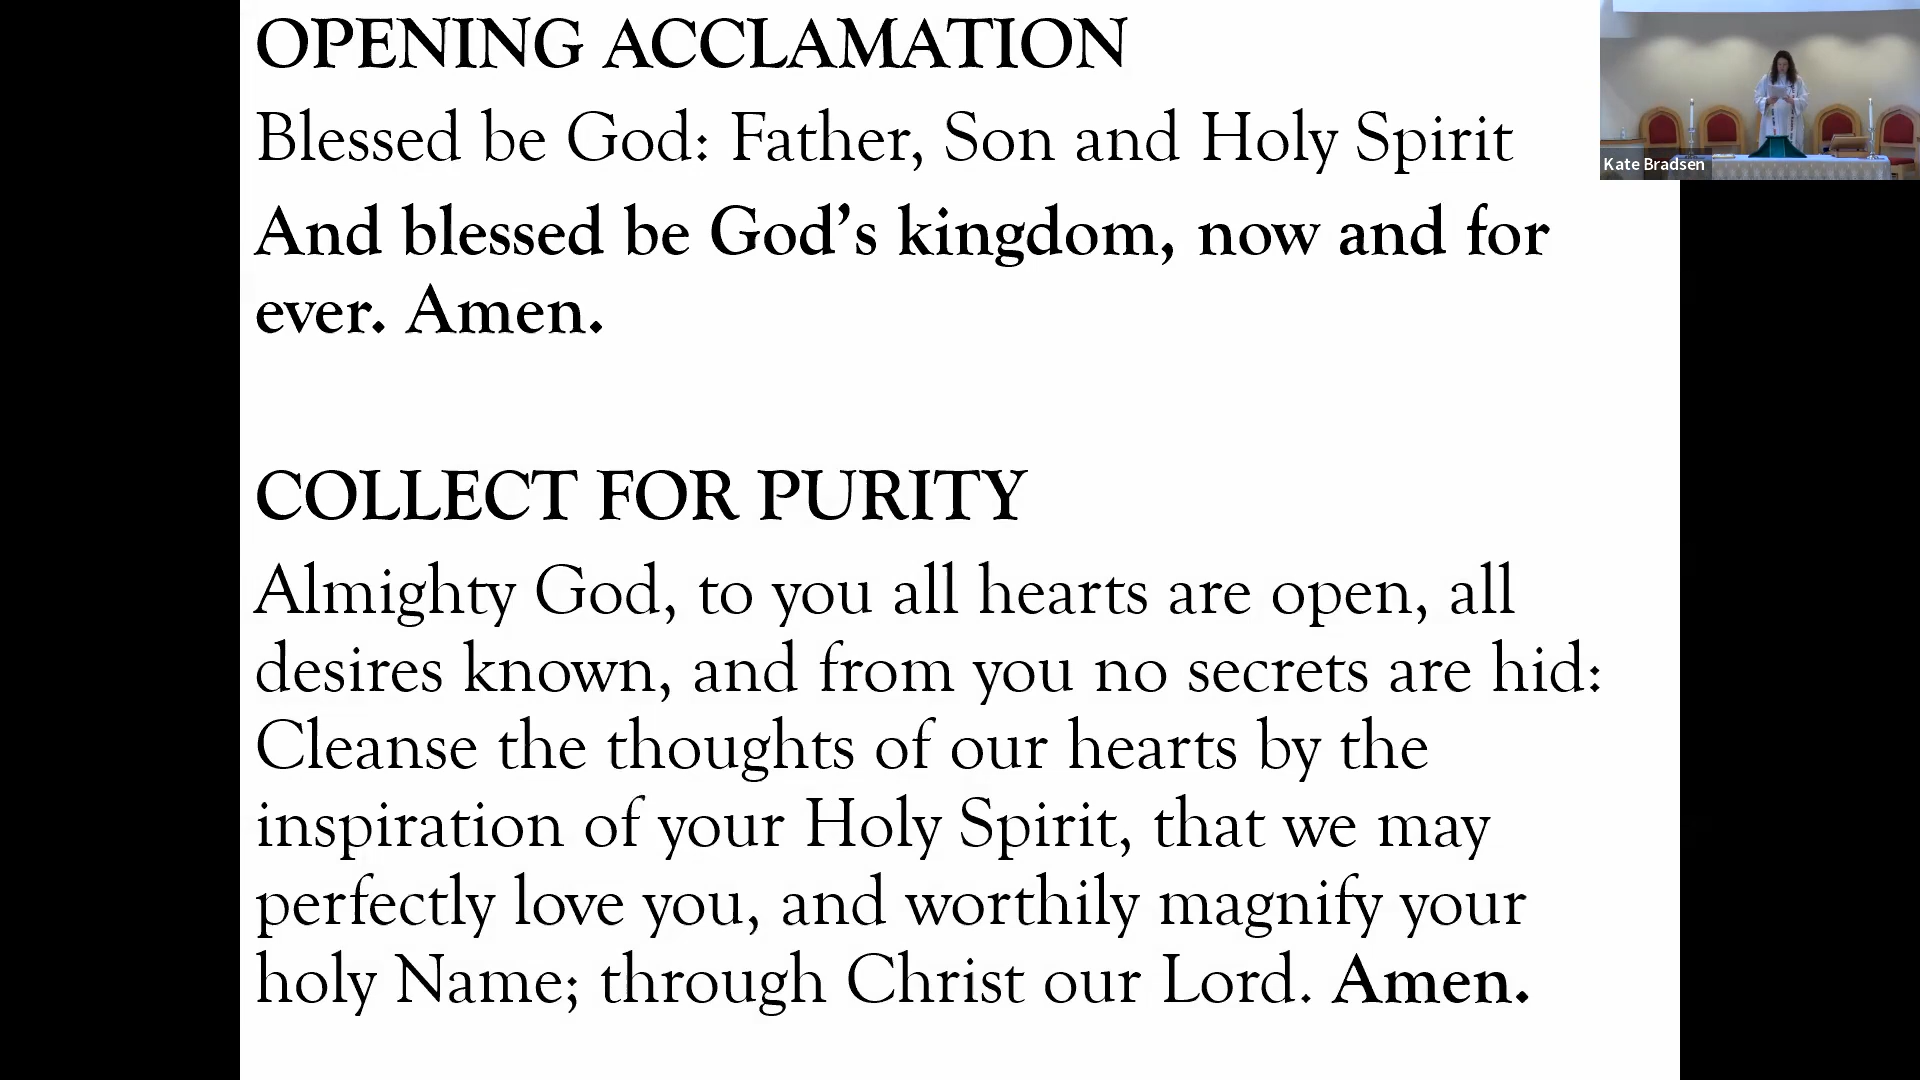 OPENING ACCLAMATION
Blessed be God: Father, Son and Holy Spirit
And blessed be God’s kingdom, now and for
ever. Amen.
COLLECT FOR PURITY
Almighty God, to you all hearts are open, all
desires known, and from you no secrets are hid:
Cleanse the thoughts of our hearts by the
inspiration of your Holy Spirit, that we may
perfectly love you, and worthily magnify your
holy Name; through Christ our Lord. Amen.
Kate Bradsen